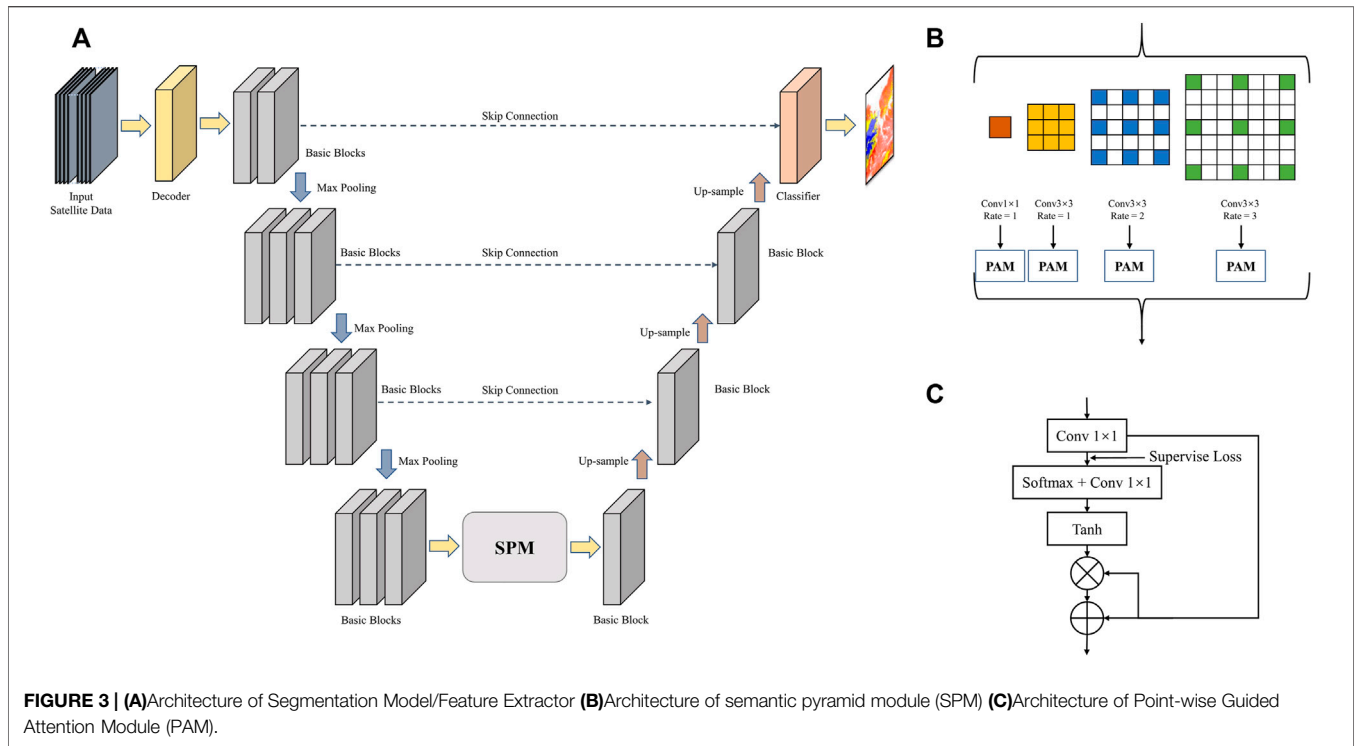 A
Input
Satellite Data
Decoder
Basic Blocks
Skip Connection
Classifier
Max Pooling
Up-sample
Basic Blocks
Skip Connection
Basic Block
Max Pooling
Up-sample
Basic Blocks
Skip Connection
Basic Block
Max Pooling
Up-sample
SPM
Basic Blocks
Basic Block
B
Conv1×1
Rate = 1
Conv3×3
Rate = 1
Conv3×3
Rate = 2
Conv3×3
Rate = 3
PAM
PAM
PAM
PAM
C
Conv 1×1
Supervise Loss
Softmax + Conv 1×1
Tanh
FIGURE 3 | (A)Architecture of Segmentation Model/Feature Extractor (B)Architecture of semantic pyramid module (SPM) (C)Architecture of Point-wise Guided
Attention Module (PAM).